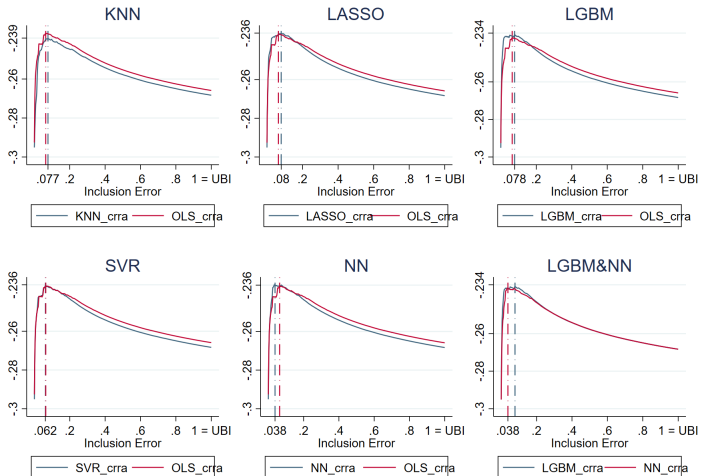 KNN
LASSO
LGBM
-.239
-.26
-.28
-.3
-.236
-.26
-.28
-.3
-.234
-.26
-.28
-.3
.077 .2 .4 .6 .8 1 = UBI
.08 .2 .4 .6 .8 1 = UBI
.078 .2 .4 .6 .8 1 = UBI
Inclusion Error
Inclusion Error
Inclusion Error
KNN_crra OLS_crra
LASSO_crra OLS_crra
LGBM_crra OLS_crra
SVR
NN
LGBM&NN
-.236
-.26
-.28
-.3
-.236
-.26
-.28
-.3
-.234
-.26
-.28
-.3
.062 .2 .4 .6 .8 1 = UBI
.038 .2 .4 .6 .8 1 = UBI
.038 .2 .4 .6 .8 1 = UBI
Inclusion Error
Inclusion Error
Inclusion Error
SVR_crra OLS_crra
NN_crra OLS_crra
LGBM_crra NN_crra